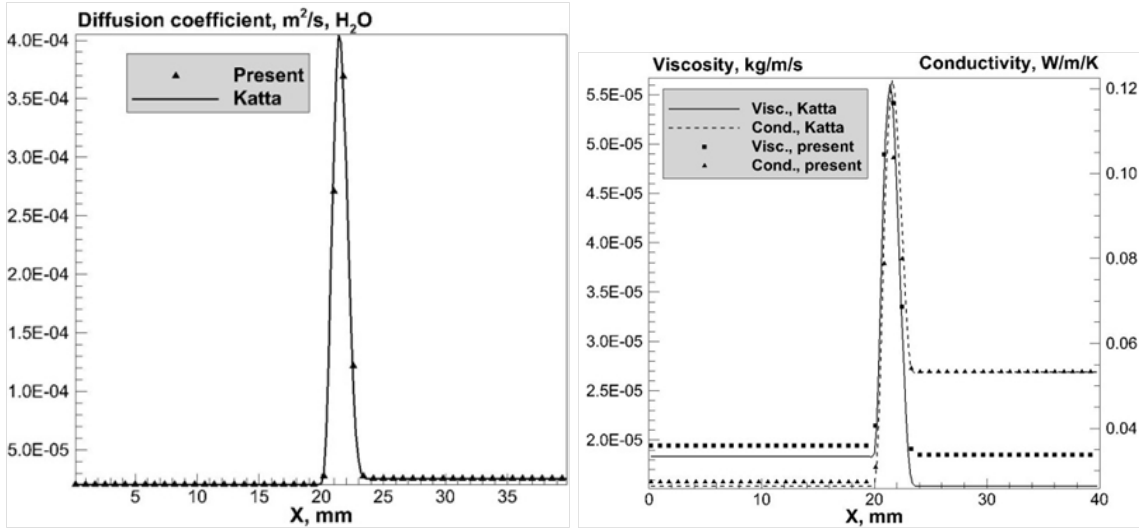 Diffusion coefficient, m²/s, H₂O
4.0E-04
3.5E-04
3.0E-04
2.5E-04
2.0E-04
1.5E-04
1.0E-04
5.0E-05
Present
Katta
5 10 15 20 25 30 35
X, mm
Viscosity, kg/m/s
Conductivity, W/m/K
5.5E-05
5.0E-05
4.5E-05
4.0E-05
3.5E-05
3.0E-05
2.5E-05
2.0E-05
Visc., Katta
Cond., Katta
Visc., present
Cond., present
0.12
0.10
0.08
0.06
0.04
0 10 20 30 40
X, mm